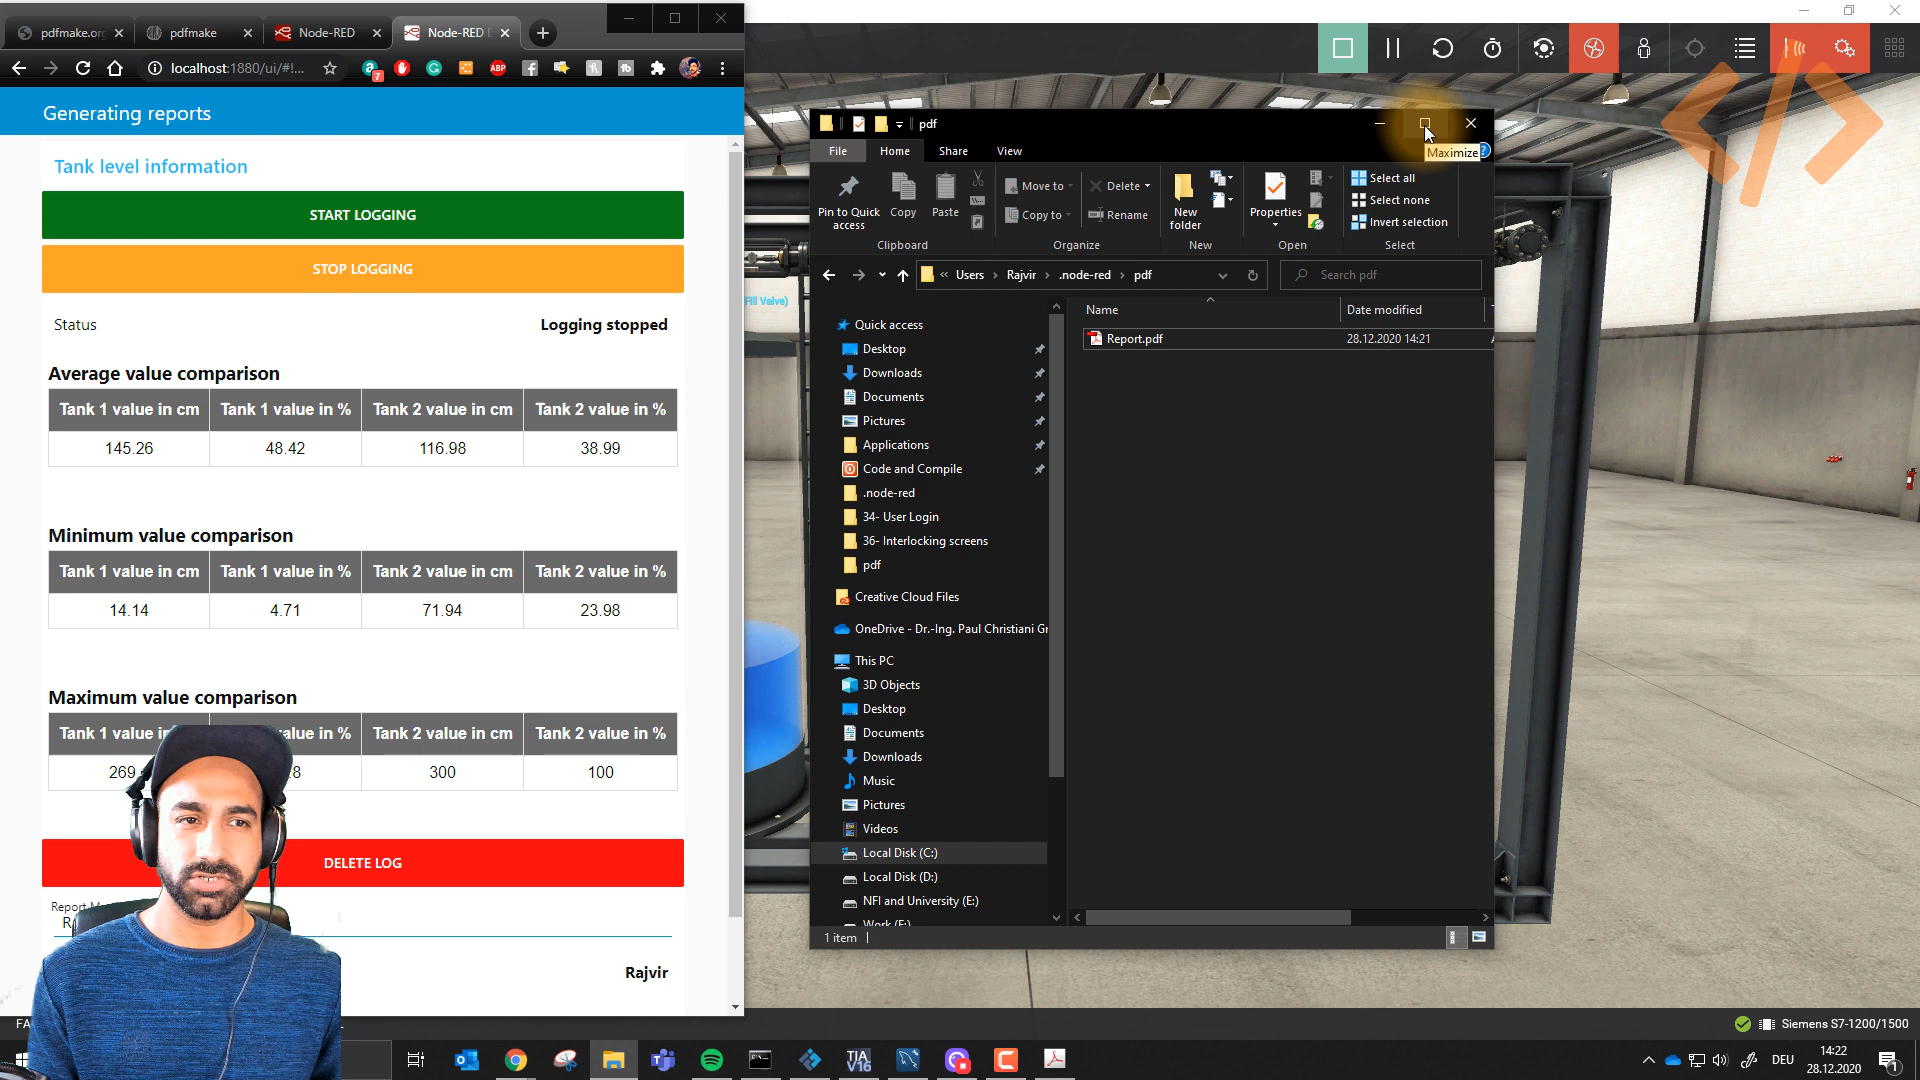 pdfmake.org
pdfmake
Node-RED
Node-RED
localhost:1880/ui/#!...
7
ABP
Generating reports
Tank level information
START LOGGING
STOP LOGGING
Status
Logging stopped
Average value comparison
Tank 1 value in cm
Tank 1 value in %
Tank 2 value in cm
Tank 2 value in %
145.26
48.42
116.98
38.99
Minimum value comparison
Tank 1 value in cm
Tank 1 value in %
Tank 2 value in cm
Tank 2 value in %
14.14
4.71
71.94
23.98
Maximum value comparison
Tank 1 value
alue in %
Tank 2 value in cm
Tank 2 value in %
269
8
300
100
DELETE LOG
Report
R
Rajvir
Fill Valve)
pdf
Maximize
File
Home
Share
View
Pin to Quick
access
Copy
Paste
Move to
Copy to
Delete
Rename
New
folder
Properties
Select all
Select none
Invert selection
Clipboard
Organize
New
Open
Select
Users
Rajvir
.node-red
pdf
Search pdf
Name
Date modified
Report.pdf
28.12.2020 14:21
Quick access
Desktop
Downloads
Documents
Pictures
Applications
Code and Compile
.node-red
34- User Login
36- Interlocking screens
pdf
Creative Cloud Files
OneDrive - Dr.-Ing. Paul Christiani Gr
This PC
3D Objects
Desktop
Documents
Downloads
Music
Pictures
Videos
Local Disk (C:)
Local Disk (D:)
NFI and University (E:)
Work (F:)
1 item
Siemens S7-1200/1500
FA
TIA
V16
DEU
14:22
28.12.2020
1